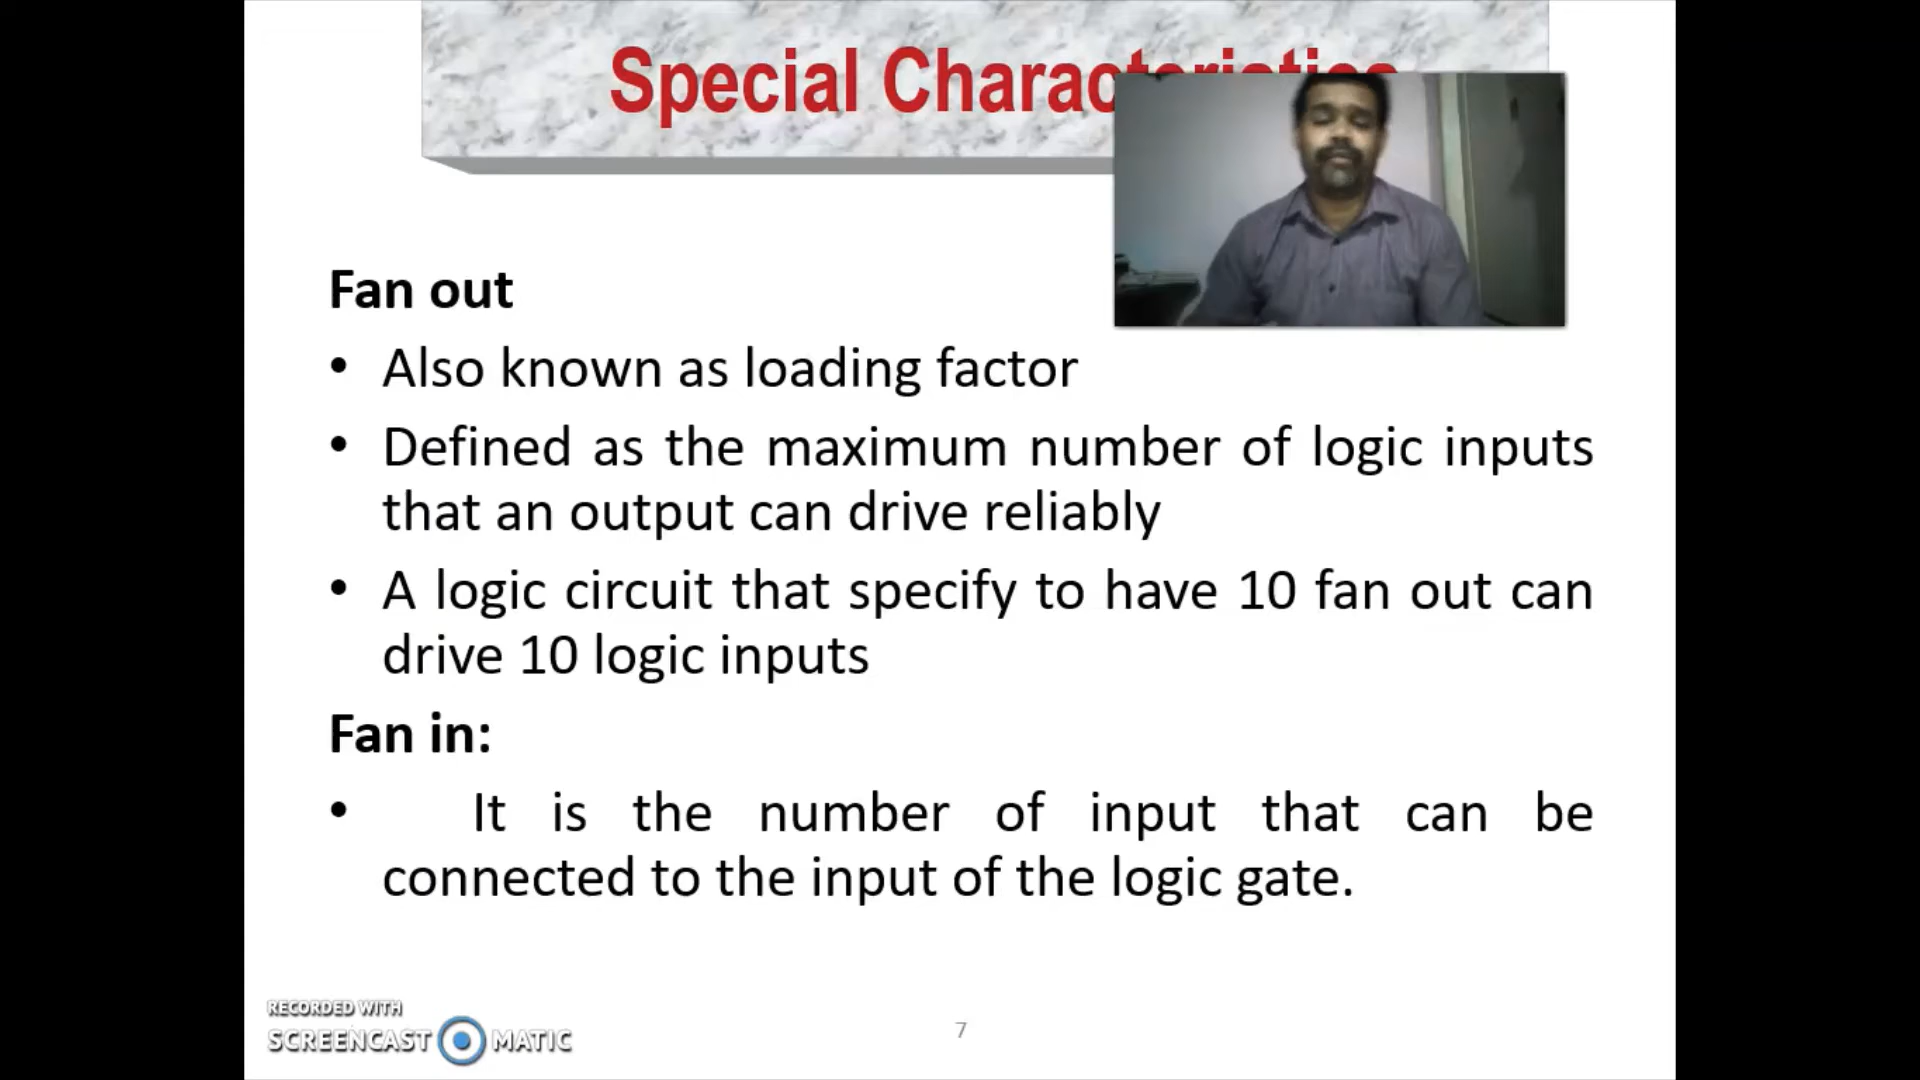 Special Characteristics
Fan out
• Also known as loading factor
• Defined as the maximum number of logic inputs
that an output can drive reliably
• A logic circuit that specify to have 10 fan out can
drive 10 logic inputs
Fan in:
• It is the number of input that can be
connected to the input of the logic gate.
RECORDED WITH
SCREENCAST MATIC
7